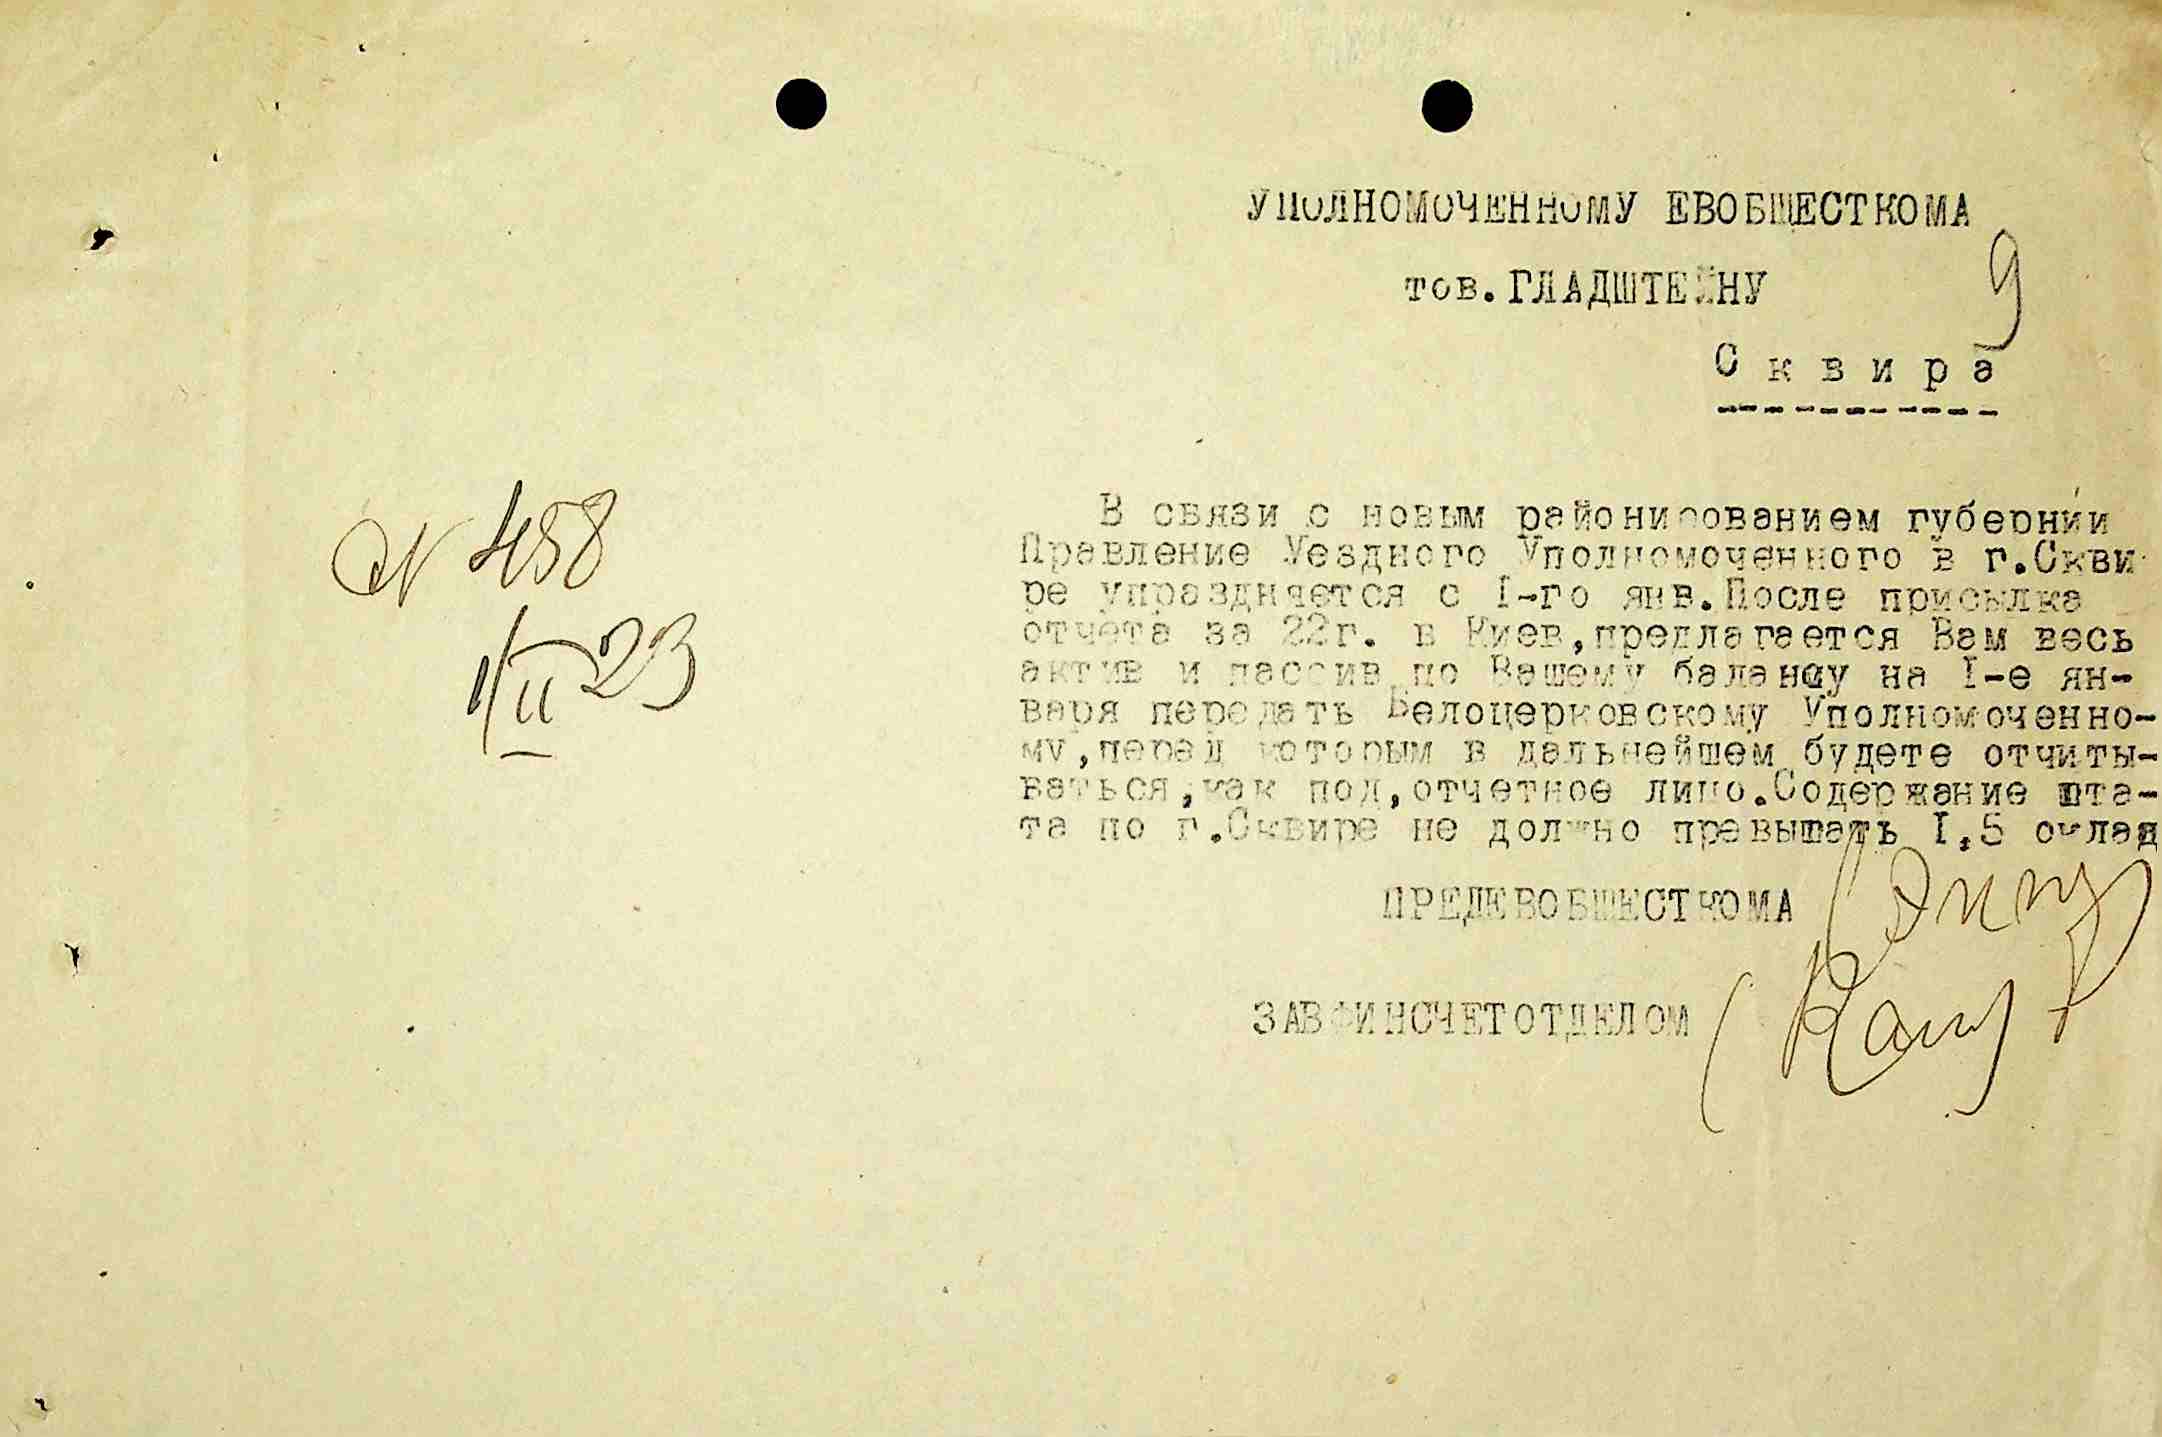 УПОЛНОМОЧЕННОМУ ЕВОБЩЕСТКОМА
9
тов.ГЛАДШТЕЙНУ
Сквира
№ 458
1/II 23
В связи с новым районированием губернии
Правление Уездного Уполномоченного в г.Скви-
ре упраздняется с I-го янв.После присылка
отчета за 22г. в Киев,предлагается Вам весь
актив и пассив по Вашему балансу на I-е ян-
варя передать Белоцерковскому Уполномоченно-
му,перед которым в дальнейшем будете отчиты-
ваться,как под,отчетное лицо.Содержание шта-
та по г.Сквире не должно превышать I,5 оклад
ПРЕДЕВОБЩЕСТКОМА
ЗАВФИНСЧЕТОТДЕЛОМ